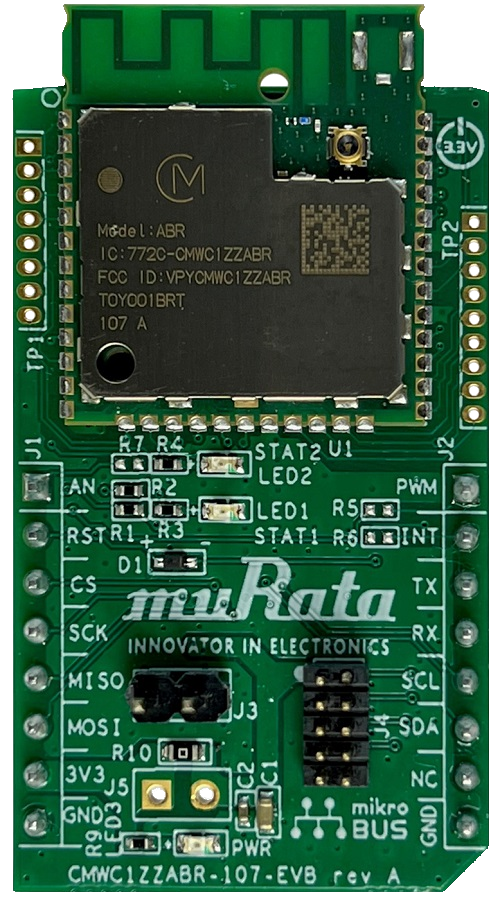 3.3V
CM
Model:ABR
IC:772C-CMWC1ZZABR
FCC ID:VPYCMWC1ZZABR
TOY001BRT
107 A
TP1
TP2
J1
R7 R4
STAT2 U1
LED2
J2
AN
R2
PWM
R1 R3
LED1
R5
RST
STAT1
R6
INT
D1
+
-
CS
TX
muRata
SCK
RX
INNOVATOR IN ELECTRONICS
MISO
J3
SCL
MOSI
J4
SDA
R10
3V3
J5
C2
C1
NC
GND
mikro
BUS
GND
R9
LED3
+
PWR
CMWC1ZZABR-107-EVB rev A